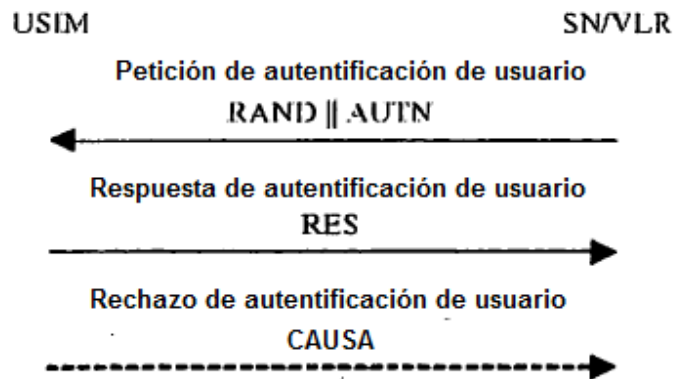 USIM SN/VLR
Petición de autentificación de usuario
RAND || AUTN
Respuesta de autentificación de usuario
RES
Rechazo de autentificación de usuario
CAUSA